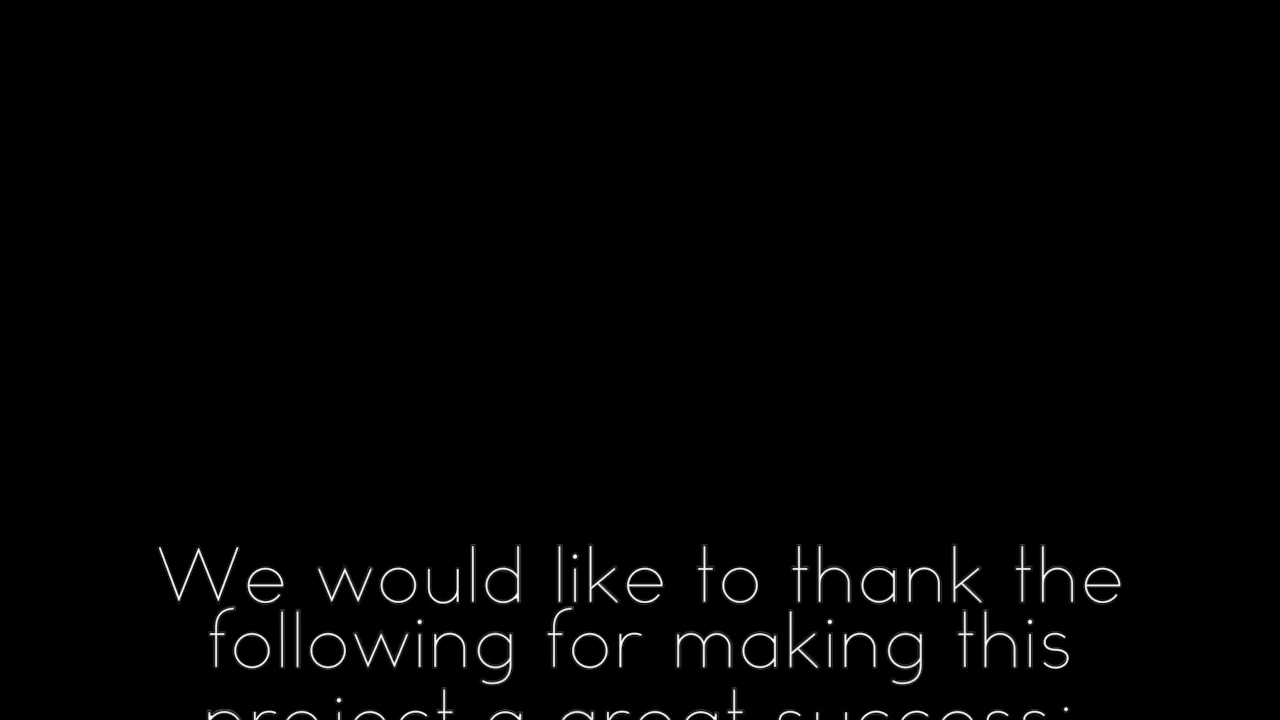 We would like to thank the
following for making this
project a great success: